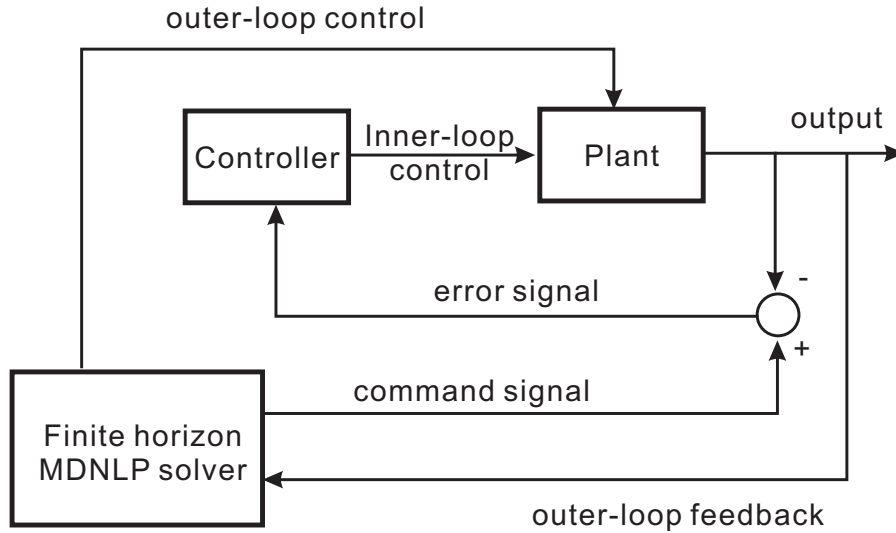 outer-loop control
output
Inner-loop
control
Controller
Plant
error signal
-
+
command signal
Finite horizon
MDNLP solver
outer-loop feedback